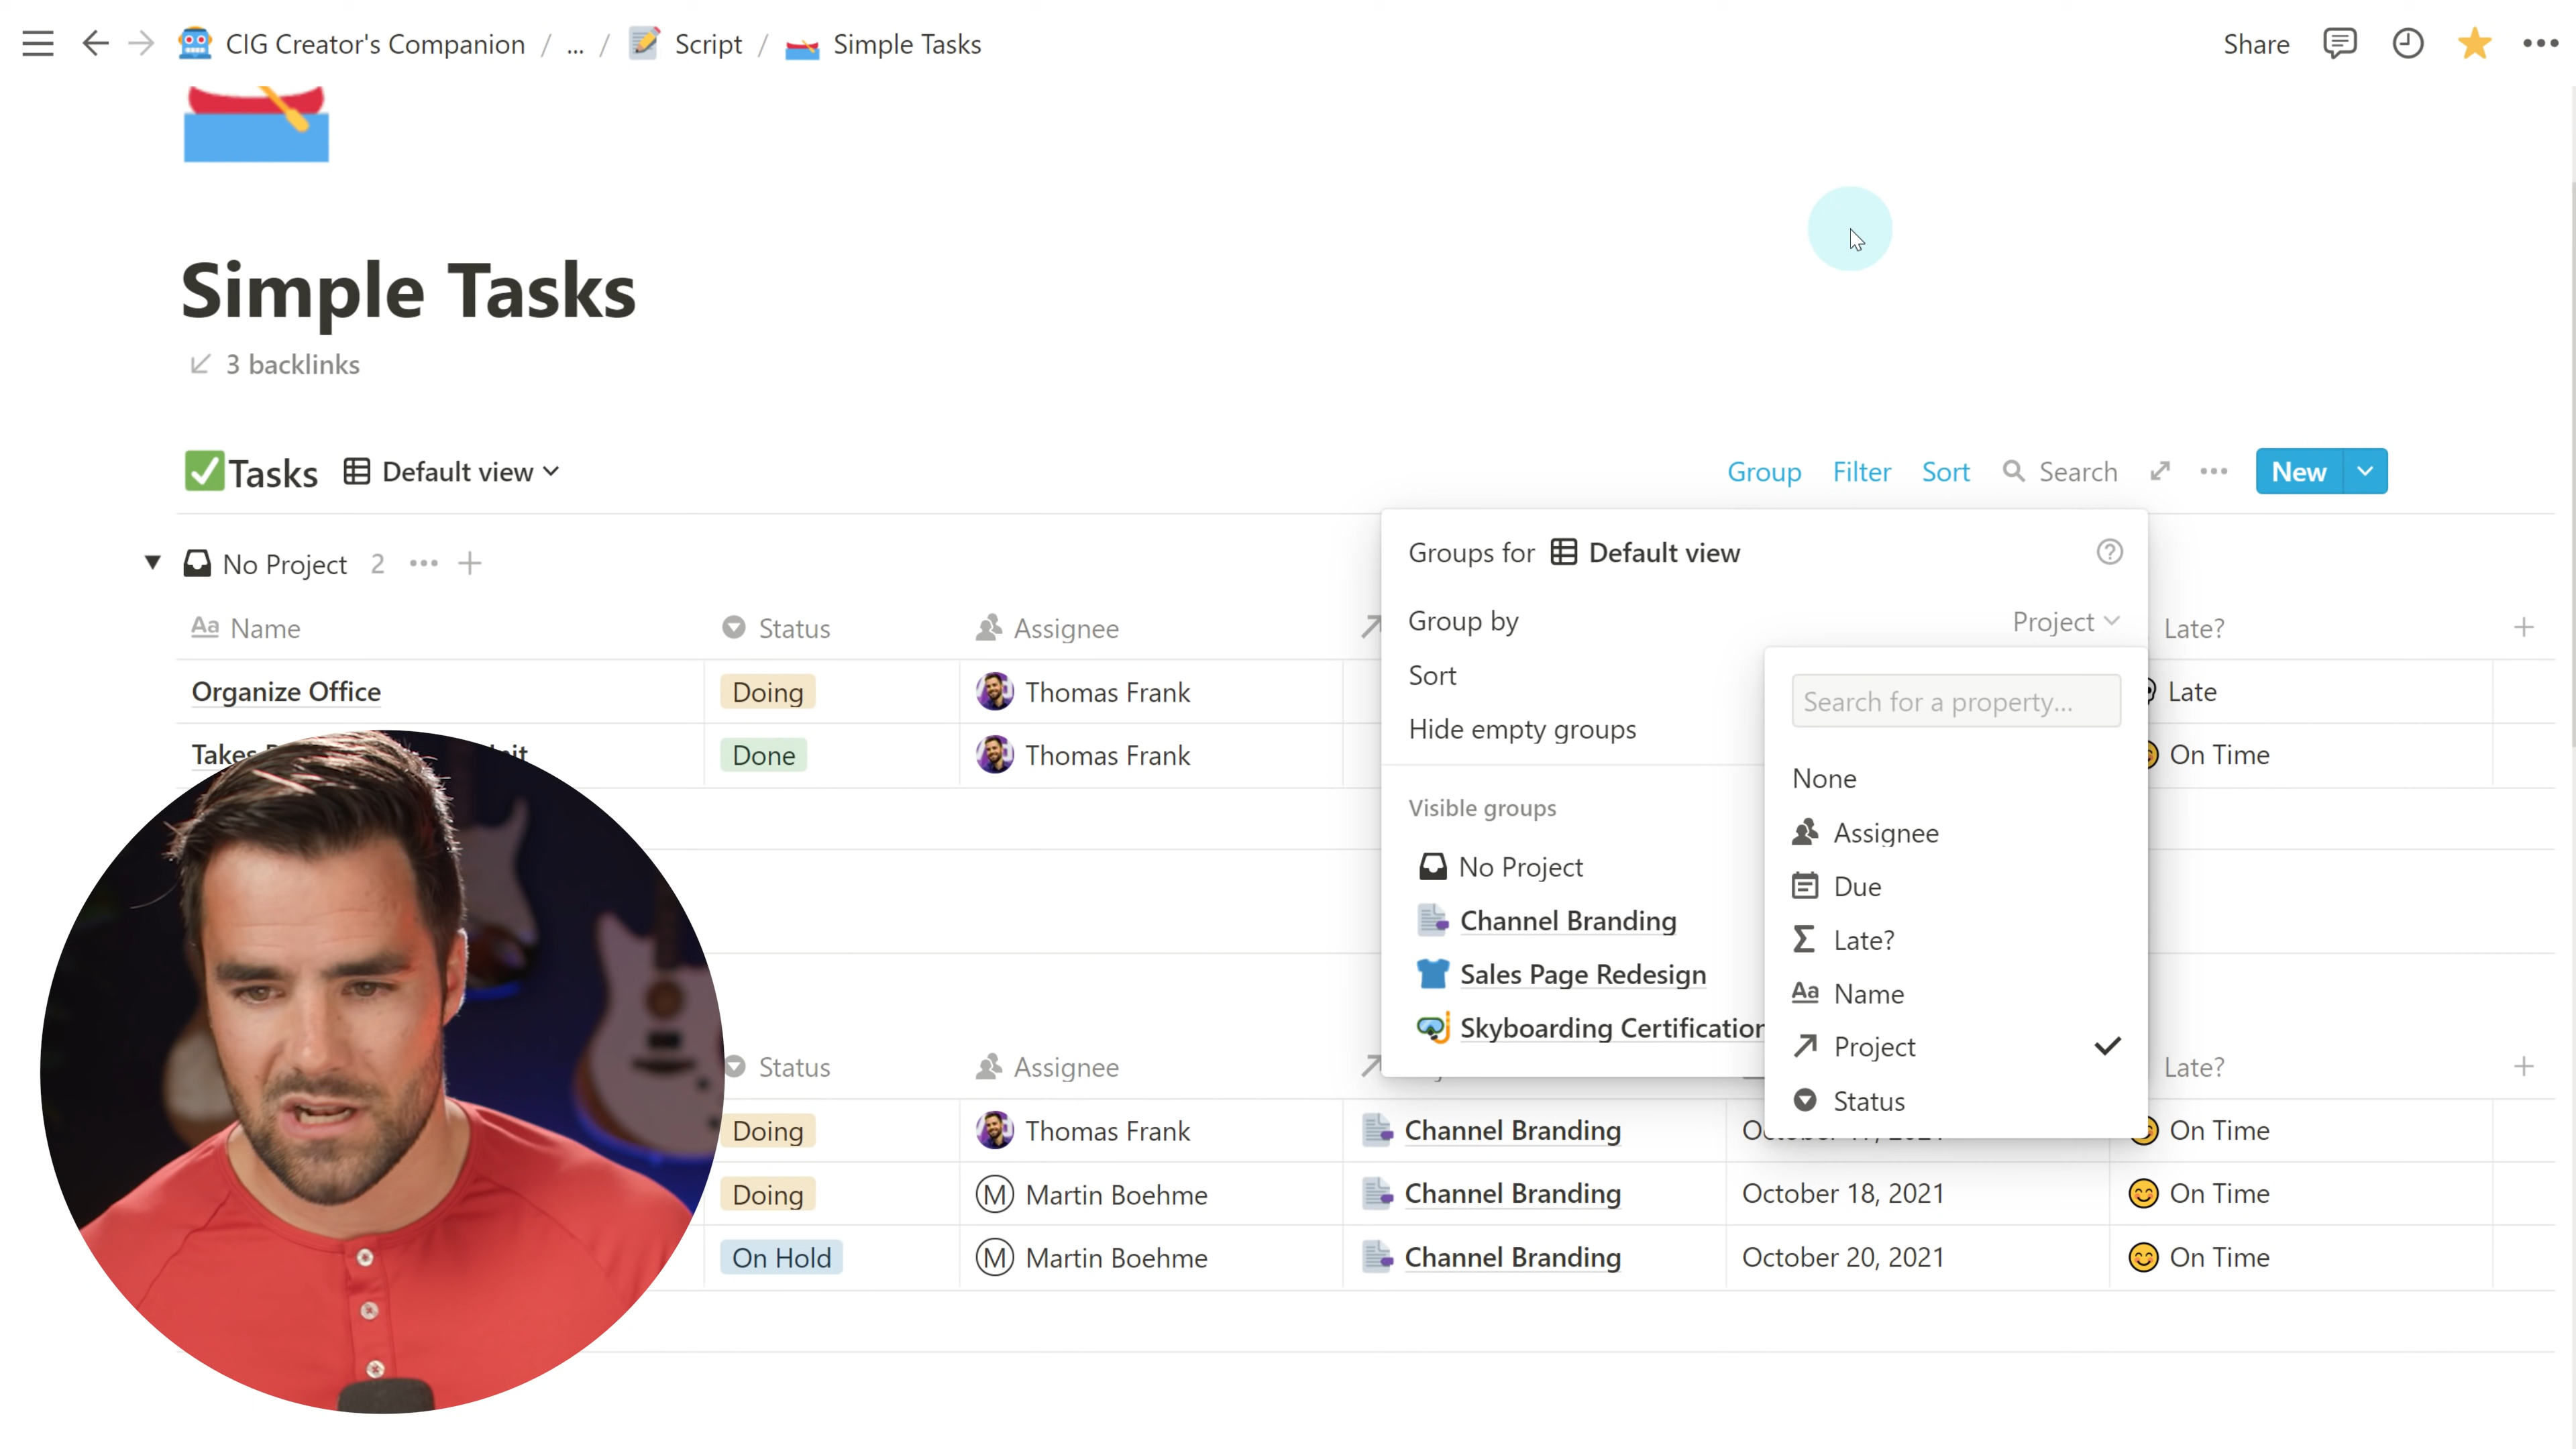 CIG Creator's Companion / ... / Script / Simple Tasks
Share
Simple Tasks
3 backlinks
Tasks Default view
Group Filter Sort Search New
No Project 2
Aa Name Status Assignee Late?
Organize Office Doing Thomas Frank Late
Done Thomas Frank On Time
Groups for Default view
Group by Project
Sort
Hide empty groups
Visible groups
No Project
Channel Branding
Sales Page Redesign
Skyboarding Certification
Search for a property...
None
Assignee
Due
Late?
Aa Name
Project
Status
Status Assignee Late?
Doing Thomas Frank Channel Branding On Time
Doing M Martin Boehme Channel Branding October 18, 2021 On Time
On Hold M Martin Boehme Channel Branding October 20, 2021 On Time